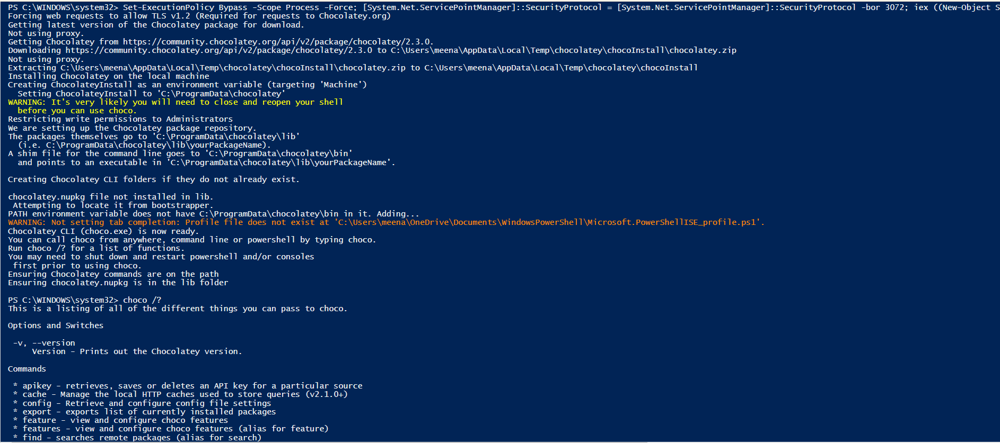 PS C:\WINDOWS\system32> Set-ExecutionPolicy Bypass -Scope Process -Force; [System.Net.ServicePointManager]::SecurityProtocol = [System.Net.ServicePointManager]::SecurityProtocol -bor 3072; iex ((New-Object S
Forcing web requests to allow TLS v1.2 (Required for requests to Chocolatey.org)
Getting latest version of the Chocolatey package for download.
Not using proxy.
Getting Chocolatey from https://community.chocolatey.org/api/v2/package/chocolatey/2.3.0.
Downloading https://community.chocolatey.org/api/v2/package/chocolatey/2.3.0 to C:\Users\meena\AppData\Local\Temp\chocolatey\chocoInstall\chocolatey.zip
Not using proxy.
Extracting C:\Users\meena\AppData\Local\Temp\chocolatey\chocoInstall\chocolatey.zip to C:\Users\meena\AppData\Local\Temp\chocolatey\chocoInstall
Installing Chocolatey on the local machine
Creating ChocolateyInstall as an environment variable (targeting 'Machine')
  Setting ChocolateyInstall to 'C:\ProgramData\chocolatey'
WARNING: It's very likely you will need to close and reopen your shell
  before you can use choco.
Restricting write permissions to Administrators
We are setting up the Chocolatey package repository.
The packages themselves go to 'C:\ProgramData\chocolatey\lib'
  (i.e. C:\ProgramData\chocolatey\lib\yourPackageName).
A shim file for the command line goes to 'C:\ProgramData\chocolatey\bin'
  and points to an executable in 'C:\ProgramData\chocolatey\lib\yourPackageName'.

Creating Chocolatey CLI folders if they do not already exist.

chocolatey.nupkg file not installed in lib.
 Attempting to locate it from bootstrapper.
PATH environment variable does not have C:\ProgramData\chocolatey\bin in it. Adding...
WARNING: Not setting tab completion: Profile file does not exist at 'C:\Users\meena\OneDrive\Documents\WindowsPowerShell\Microsoft.PowerShellISE_profile.ps1'.
Chocolatey CLI (choco.exe) is now ready.
You can call choco from anywhere, command line or powershell by typing choco.
Run choco /? for a list of functions.
You may need to shut down and restart powershell and/or consoles
 first prior to using choco.
Ensuring Chocolatey commands are on the path
Ensuring chocolatey.nupkg is in the lib folder

PS C:\WINDOWS\system32> choco /?
This is a listing of all of the different things you can pass to choco.

Options and Switches

 -v, --version
     Version - Prints out the Chocolatey version.

Commands

 * apikey - retrieves, saves or deletes an API key for a particular source
 * cache - Manage the local HTTP caches used to store queries (v2.1.0+)
 * config - Retrieve and configure config file settings
 * export - exports list of currently installed packages
 * feature - view and configure choco features
 * features - view and configure choco features (alias for feature)
 * find - searches remote packages (alias for search)